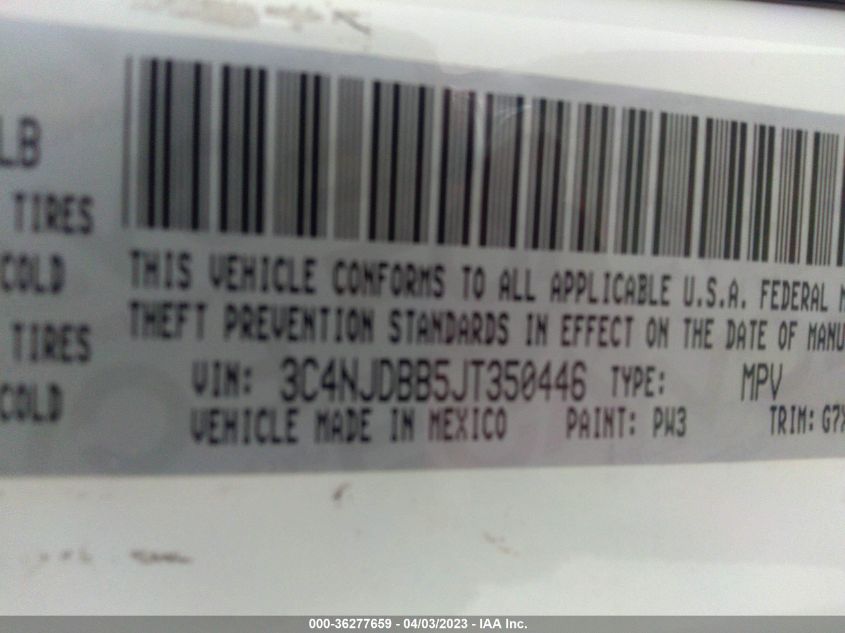 LB
TIRES
COLD
TIRES
COLD
THIS VEHICLE CONFORMS TO ALL APPLICABLE U.S.A. FEDERAL M
THEFT PREVENTION STANDARDS IN EFFECT ON THE DATE OF MANU
VIN: 3C4NJDBB5JT350446 TYPE: MPV
VEHICLE MADE IN MEXICO PAINT: PW3 TRIM: G7X
000-36277659 - 04/03/2023 - IAA Inc.